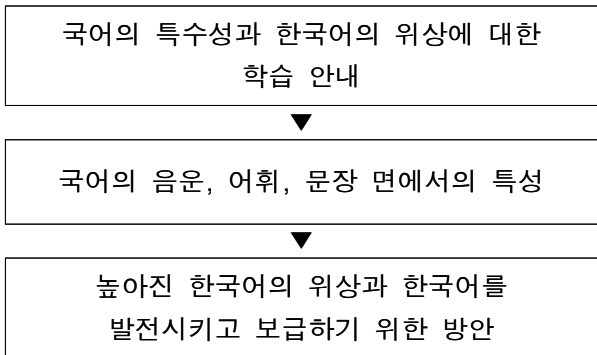 국어의 특수성과 한국어의 위상에 대한
학습 안내
국어의 음운, 어휘, 문장 면에서의 특성
높아진 한국어의 위상과 한국어를
발전시키고 보급하기 위한 방안